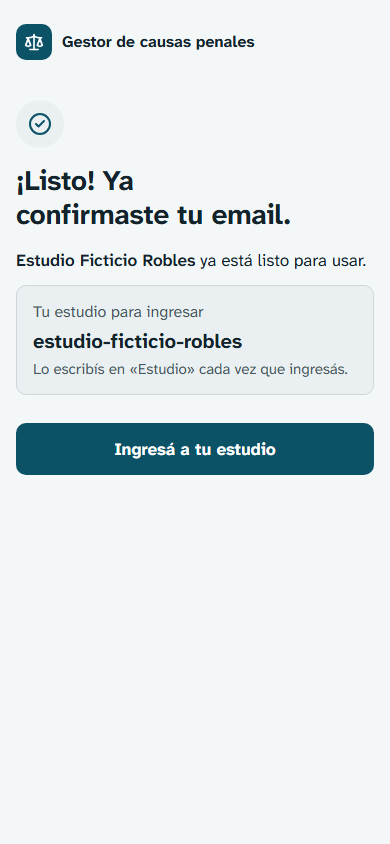 Gestor de causas penales
¡Listo! Ya
confirmaste tu email.
Estudio Ficticio Robles ya está listo para usar.
Tu estudio para ingresar
estudio-ficticio-robles
Lo escribís en «Estudio» cada vez que ingresás.
Ingresá a tu estudio